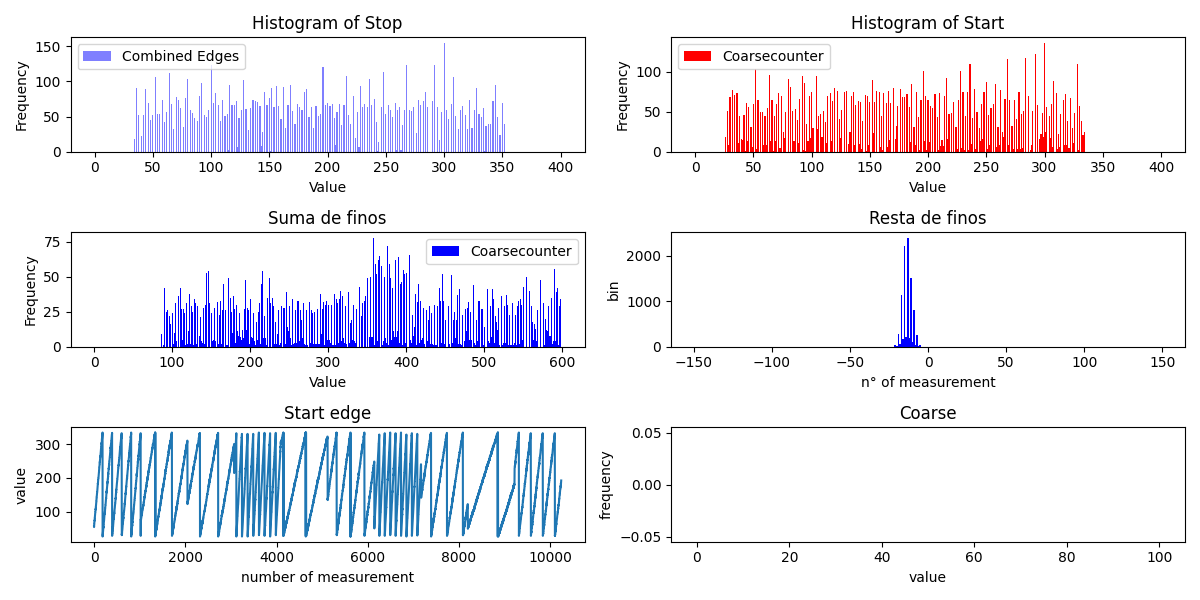 Histogram of Stop
Combined Edges
Frequency
150
100
50
0
0 50 100 150 200 250 300 350 400
Value
Histogram of Start
Coarsecounter
Frequency
100
50
0
0 50 100 150 200 250 300 350 400
Value
Suma de finos
Coarsecounter
Frequency
75
50
25
0
0 100 200 300 400 500 600
Value
Resta de finos
bin
2000
1000
0
−150 −100 −50 0 50 100 150
n° of measurement
Start edge
value
300
200
100
0 2000 4000 6000 8000 10000
number of measurement
Coarse
frequency
0.05
0.00
−0.05
0 20 40 60 80 100
value